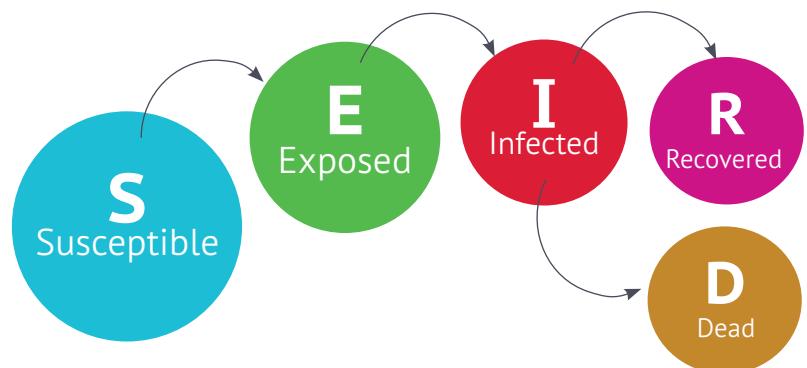 S
Susceptible
E
Exposed
I
Infected
R
Recovered
D
Dead